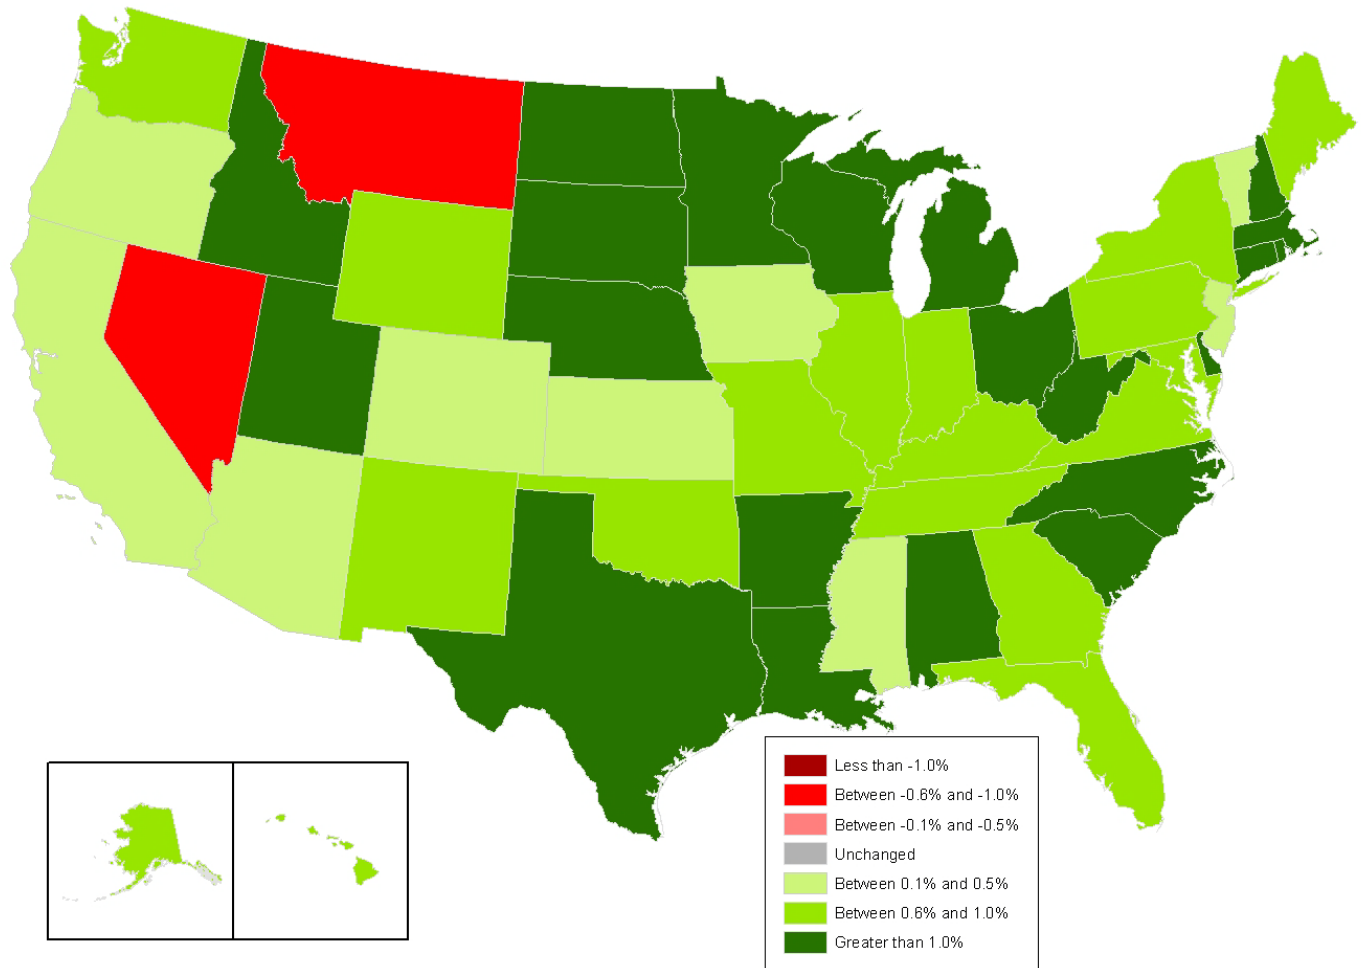 Less than -1.0%
Between -0.6% and -1.0%
Between -0.1% and -0.5%
Unchanged
Between 0.1% and 0.5%
Between 0.6% and 1.0%
Greater than 1.0%